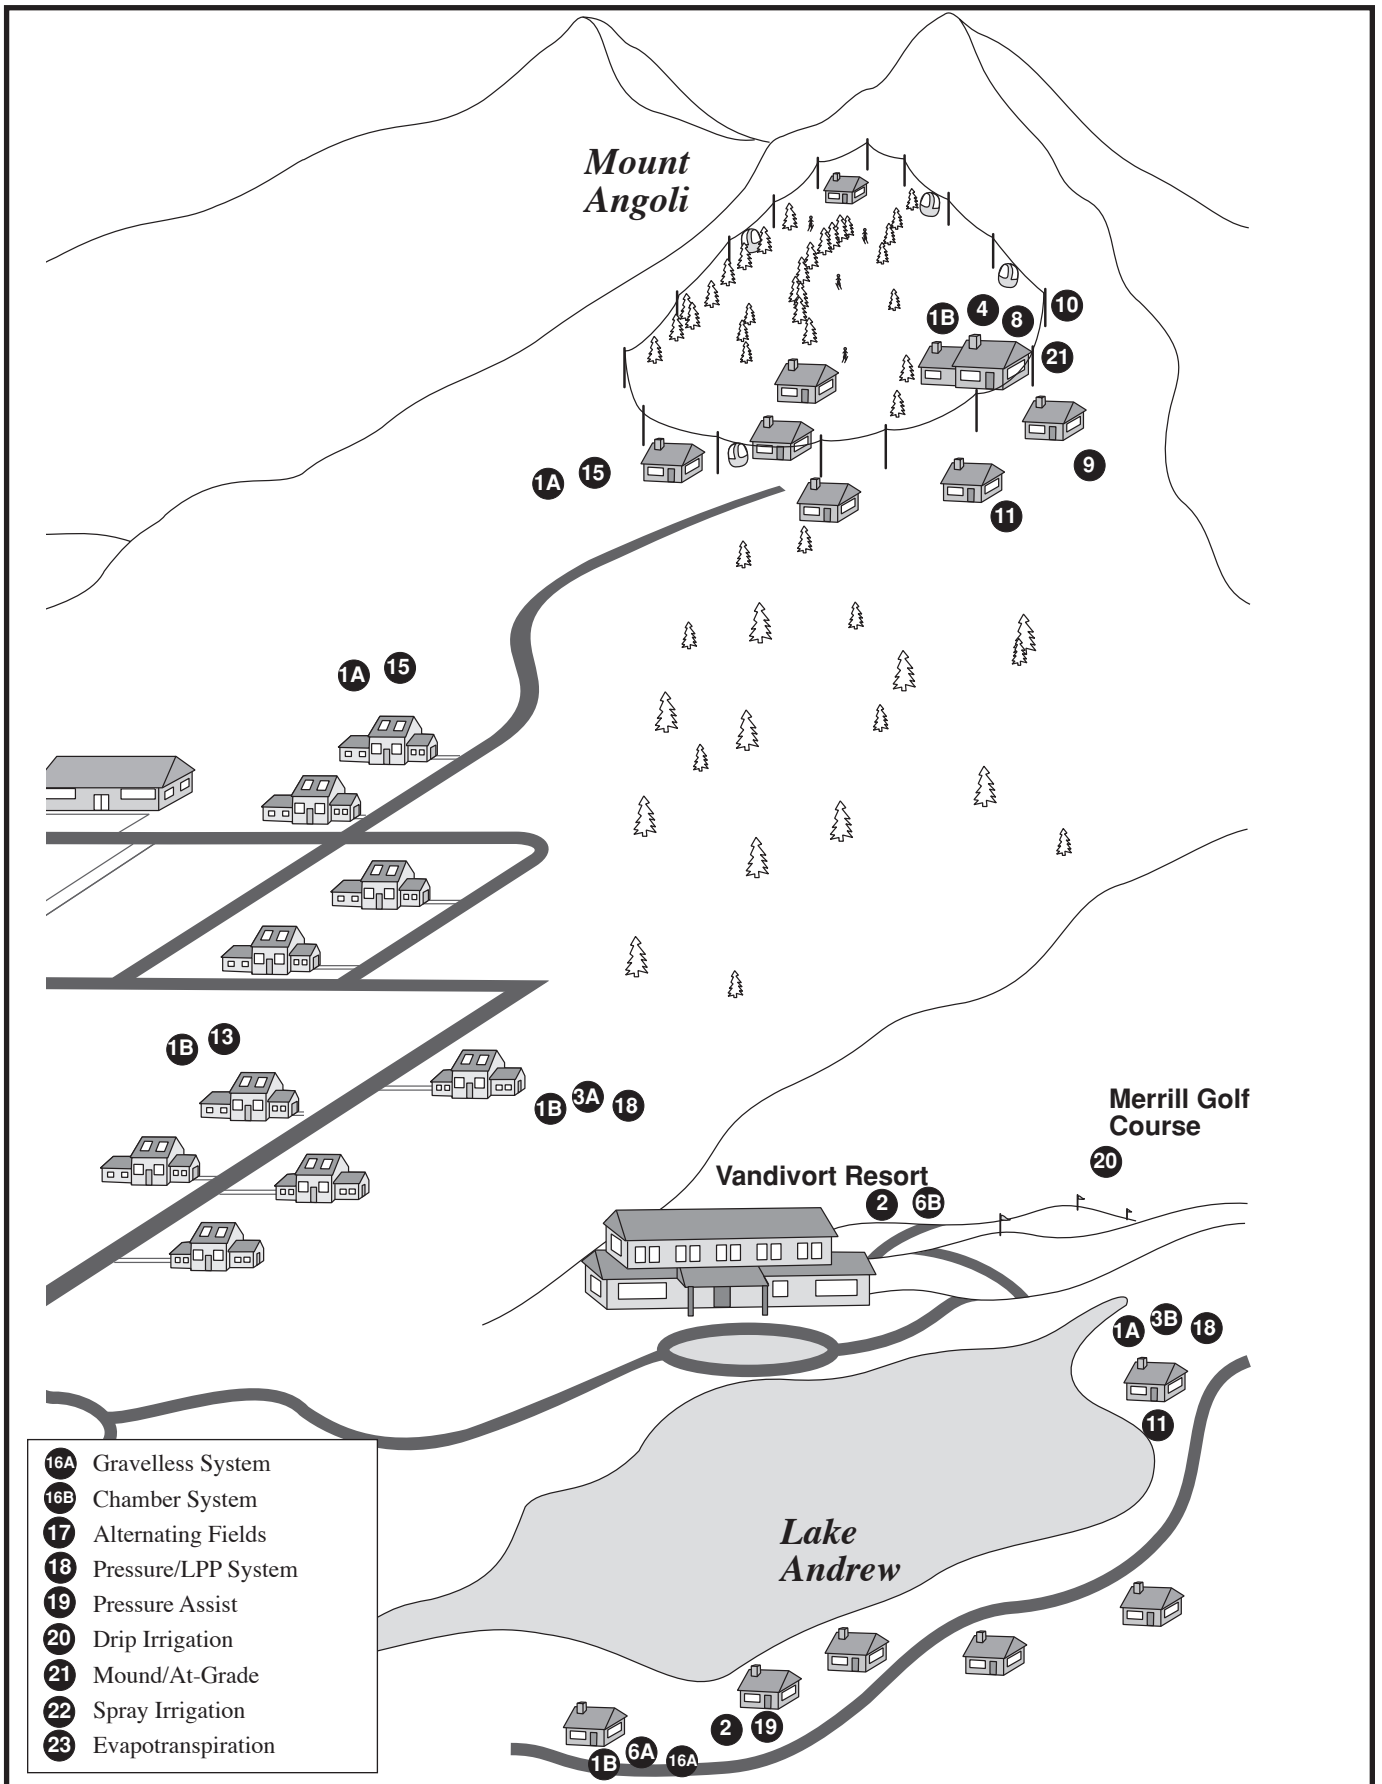 Mount
Angoli
1B
4
8
10
21
9
11
1A
15
1A
15
1B
13
1B
3A
18
Merrill Golf
Course
20
Vandivort Resort
2
6B
1A
3B
18
11
Lake
Andrew
16A Gravelless System
16B Chamber System
17 Alternating Fields
18 Pressure/LPP System
19 Pressure Assist
20 Drip Irrigation
21 Mound/At-Grade
22 Spray Irrigation
23 Evapotranspiration
2
19
1B
6A
16A